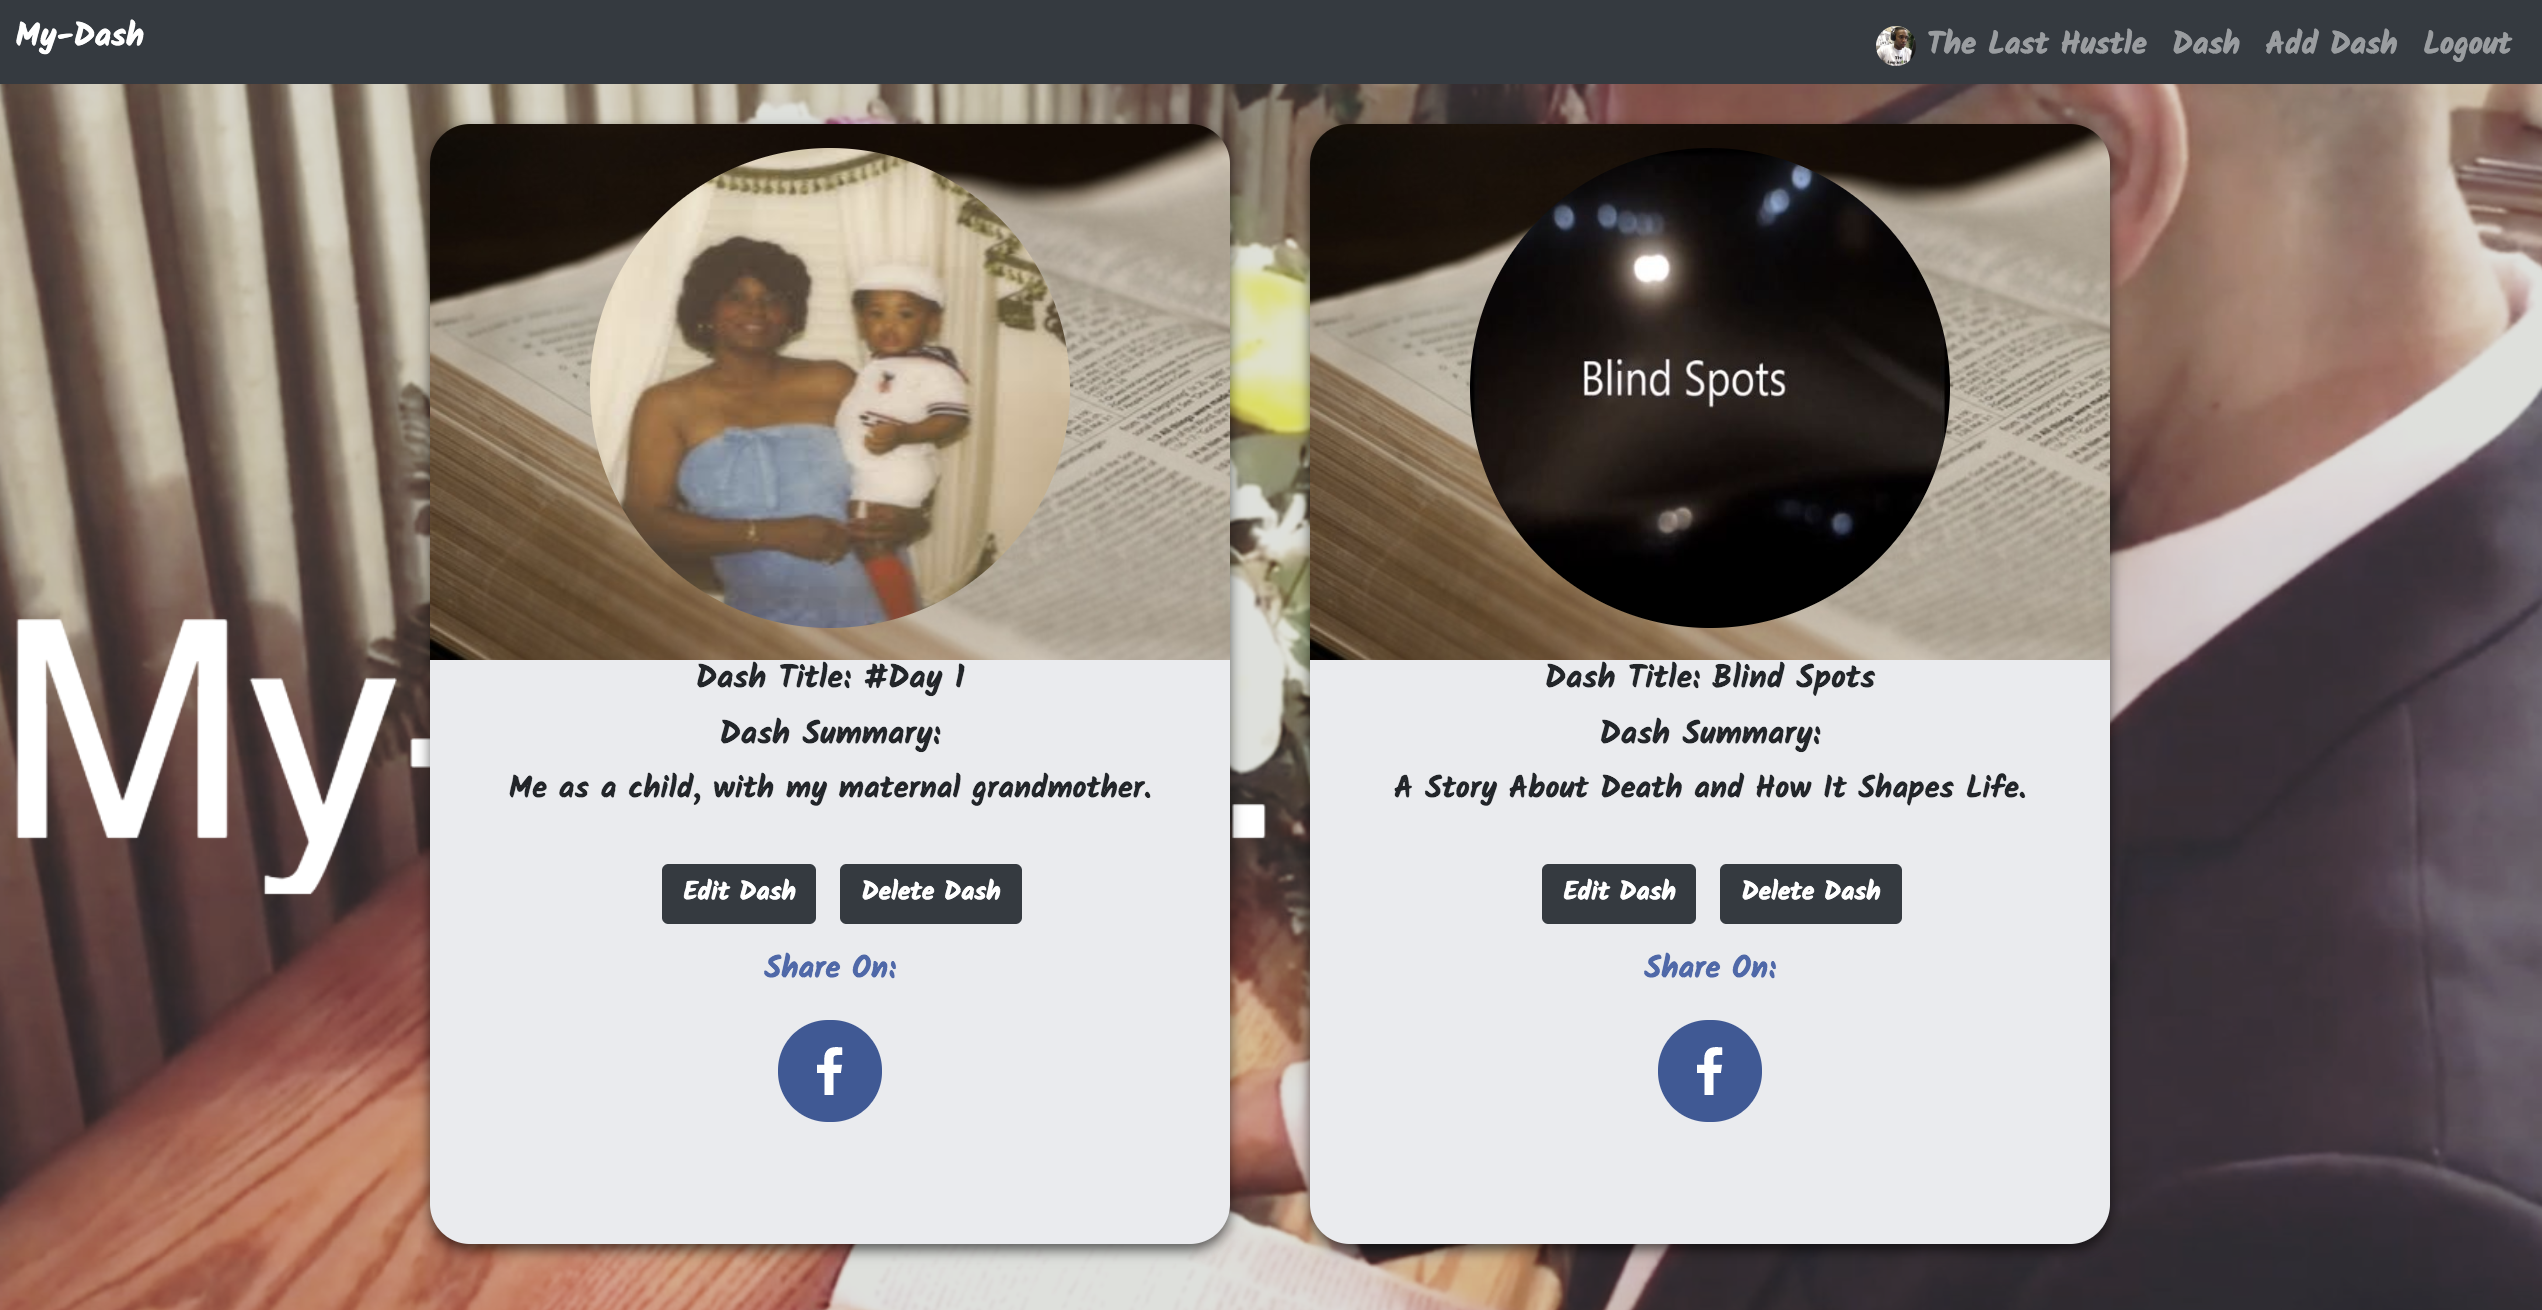 My-Dash
The Last Hustle Dash Add Dash Logout
My-
.
Blind Spots
Dash Title: #Day 1
Dash Summary:
Me as a child, with my maternal grandmother.
Edit Dash Delete Dash
Share On:
f
Dash Title: Blind Spots
Dash Summary:
A Story About Death and How It Shapes Life.
Edit Dash Delete Dash
Share On:
f